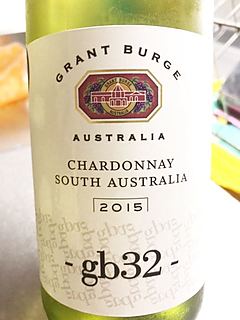 GRANT BURGE
AUSTRALIA
CHARDONNAY
SOUTH AUSTRALIA
2015
- gb32 -